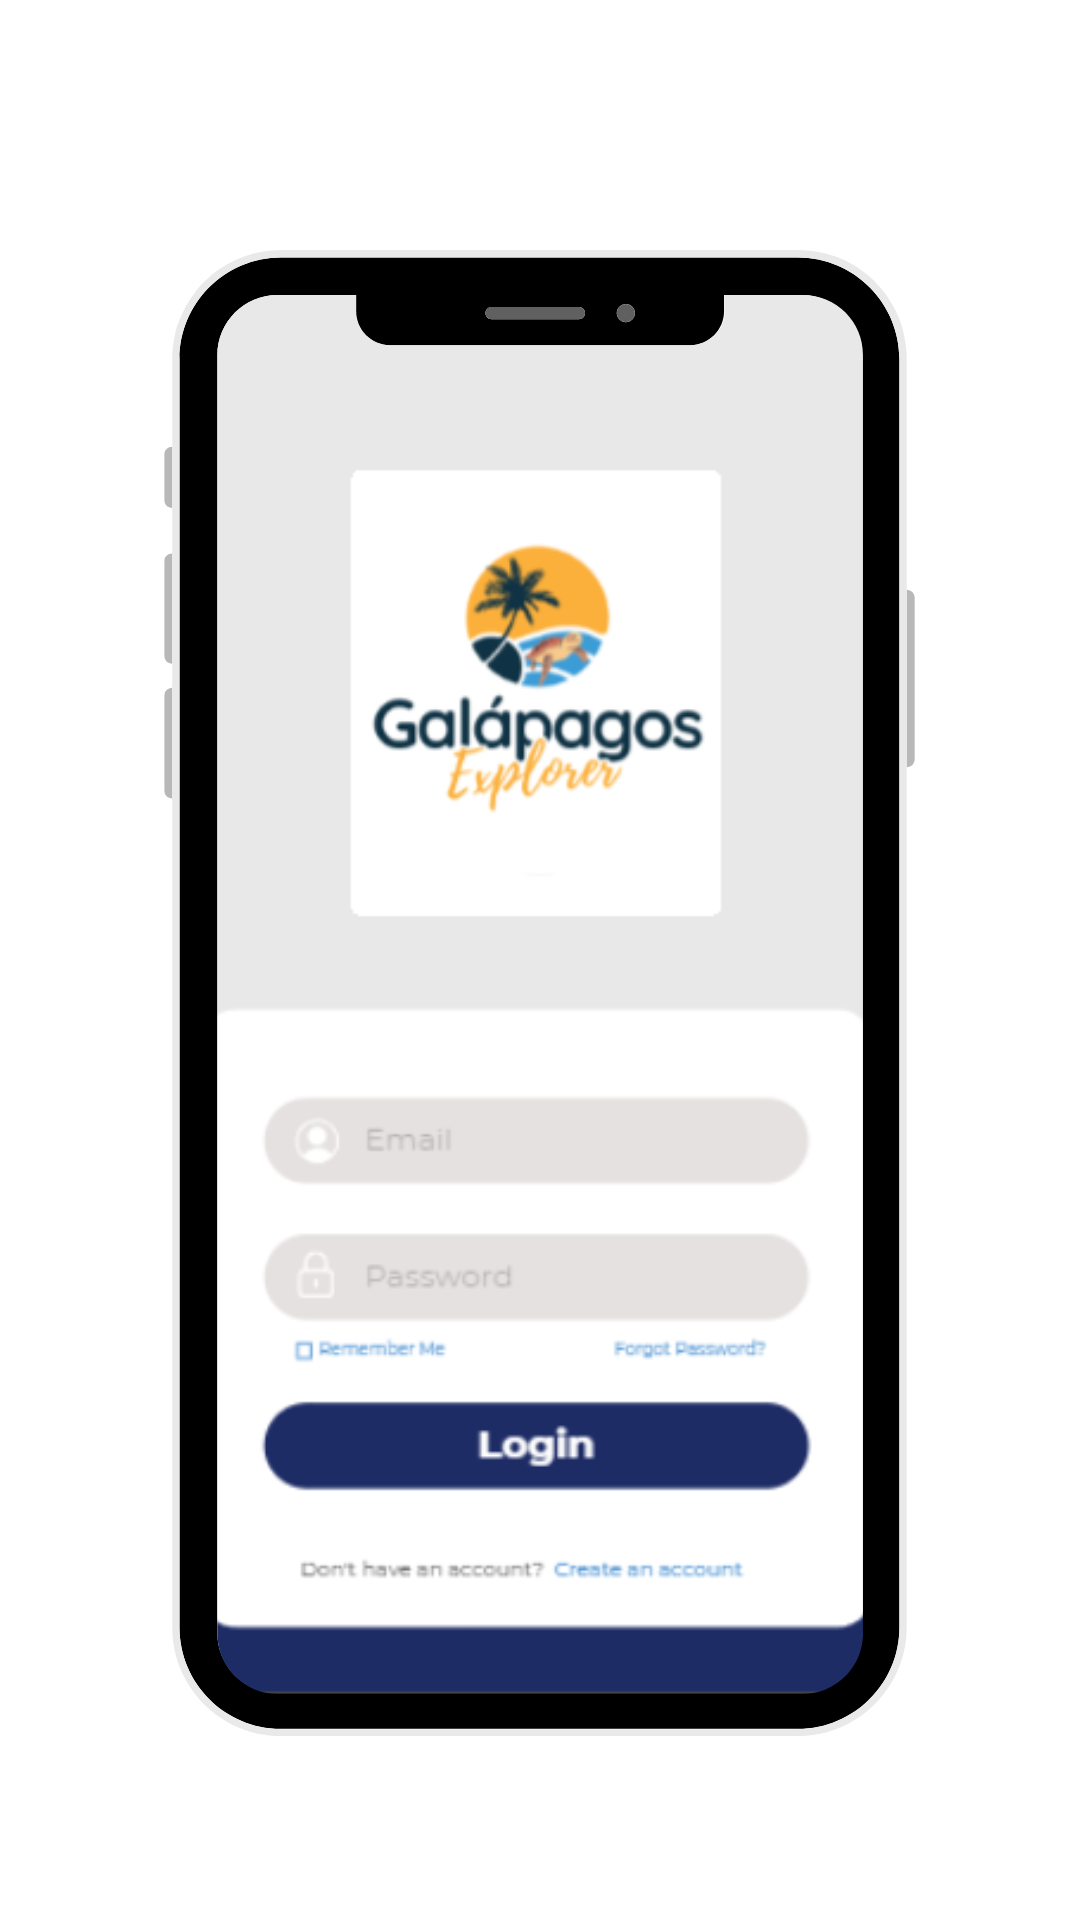 Galápagos
Explorer
Email
Password
Remember Me
Forgot Password?
Login
Don't have an account? Create an account